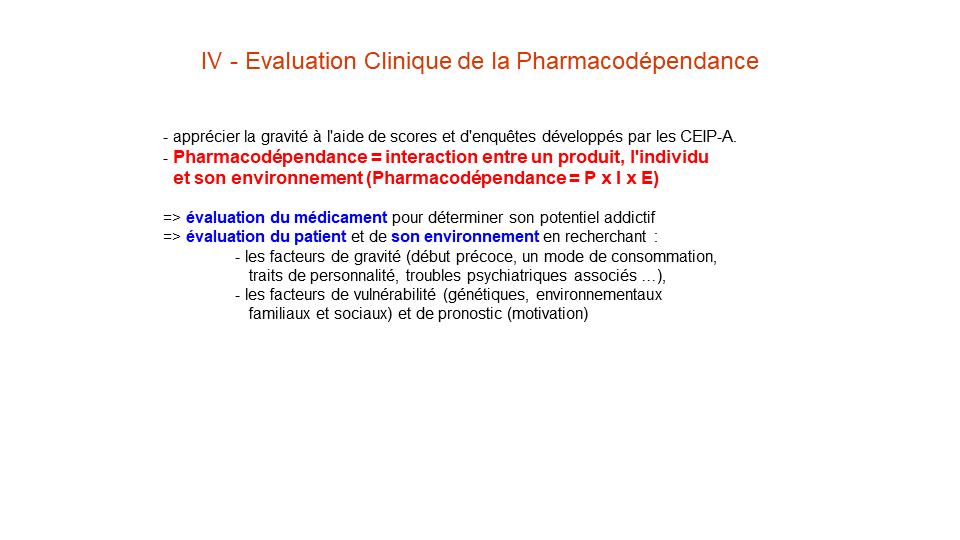 IV - Evaluation Clinique de la Pharmacodépendance
- apprécier la gravité à l'aide de scores et d'enquêtes développés par les CEIP-A.
- Pharmacodépendance = interaction entre un produit, l'individu
et son environnement (Pharmacodépendance = P x I x E)
=> évaluation du médicament pour déterminer son potentiel addictif
=> évaluation du patient et de son environnement en recherchant :
- les facteurs de gravité (début précoce, un mode de consommation,
traits de personnalité, troubles psychiatriques associés …),
- les facteurs de vulnérabilité (génétiques, environnementaux
familiaux et sociaux) et de pronostic (motivation)